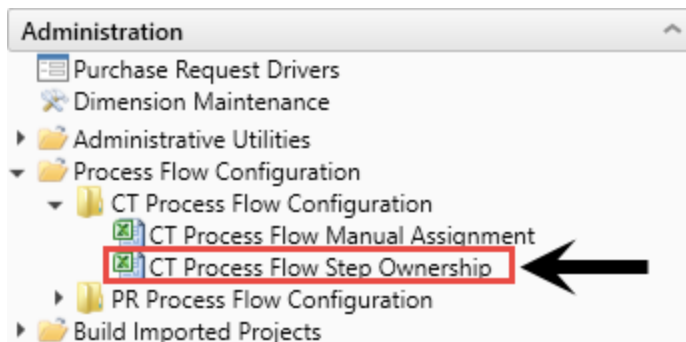 Administration
Purchase Request Drivers
Dimension Maintenance
Administrative Utilities
Process Flow Configuration
CT Process Flow Configuration
CT Process Flow Manual Assignment
CT Process Flow Step Ownership
PR Process Flow Configuration
Build Imported Projects